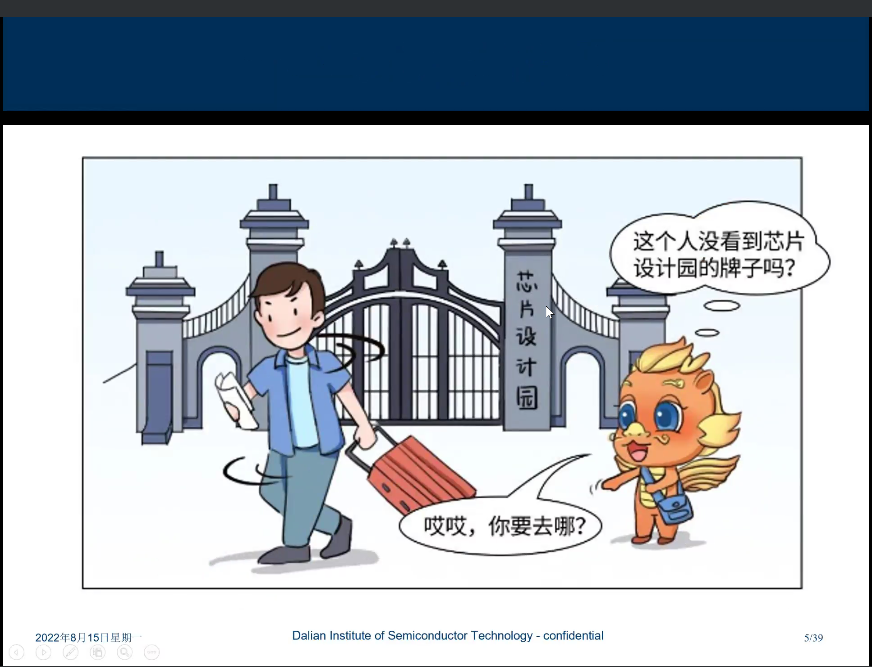 这个人没看到芯片
设计园的牌子吗?
芯片设计园
哎哎，你要去哪?
2022年8月15日星期一
Dalian Institute of Semiconductor Technology - confidential
5/39